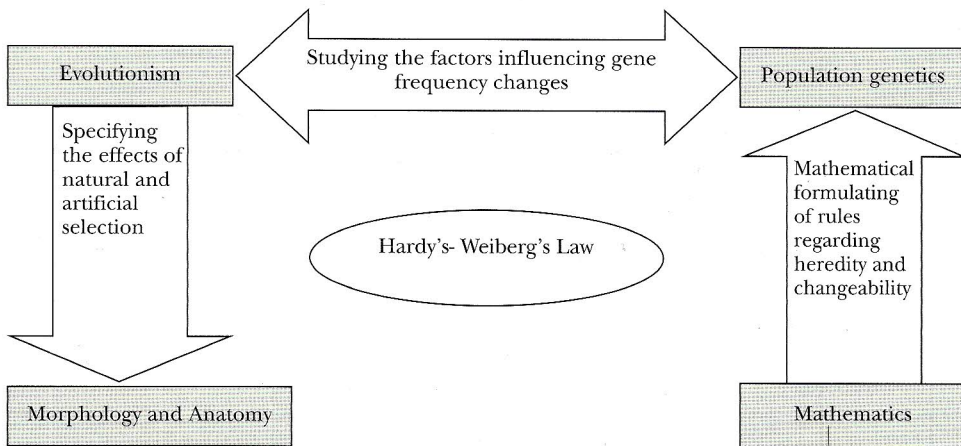 Studying the factors influencing gene
frequency changes
Evolutionism
Population genetics
Specifying
the effects of
natural and
artificial
selection
Mathematical
formulating
of rules
regarding
heredity and
changeability
Hardy's- Weiberg's Law
Morphology and Anatomy
Mathematics